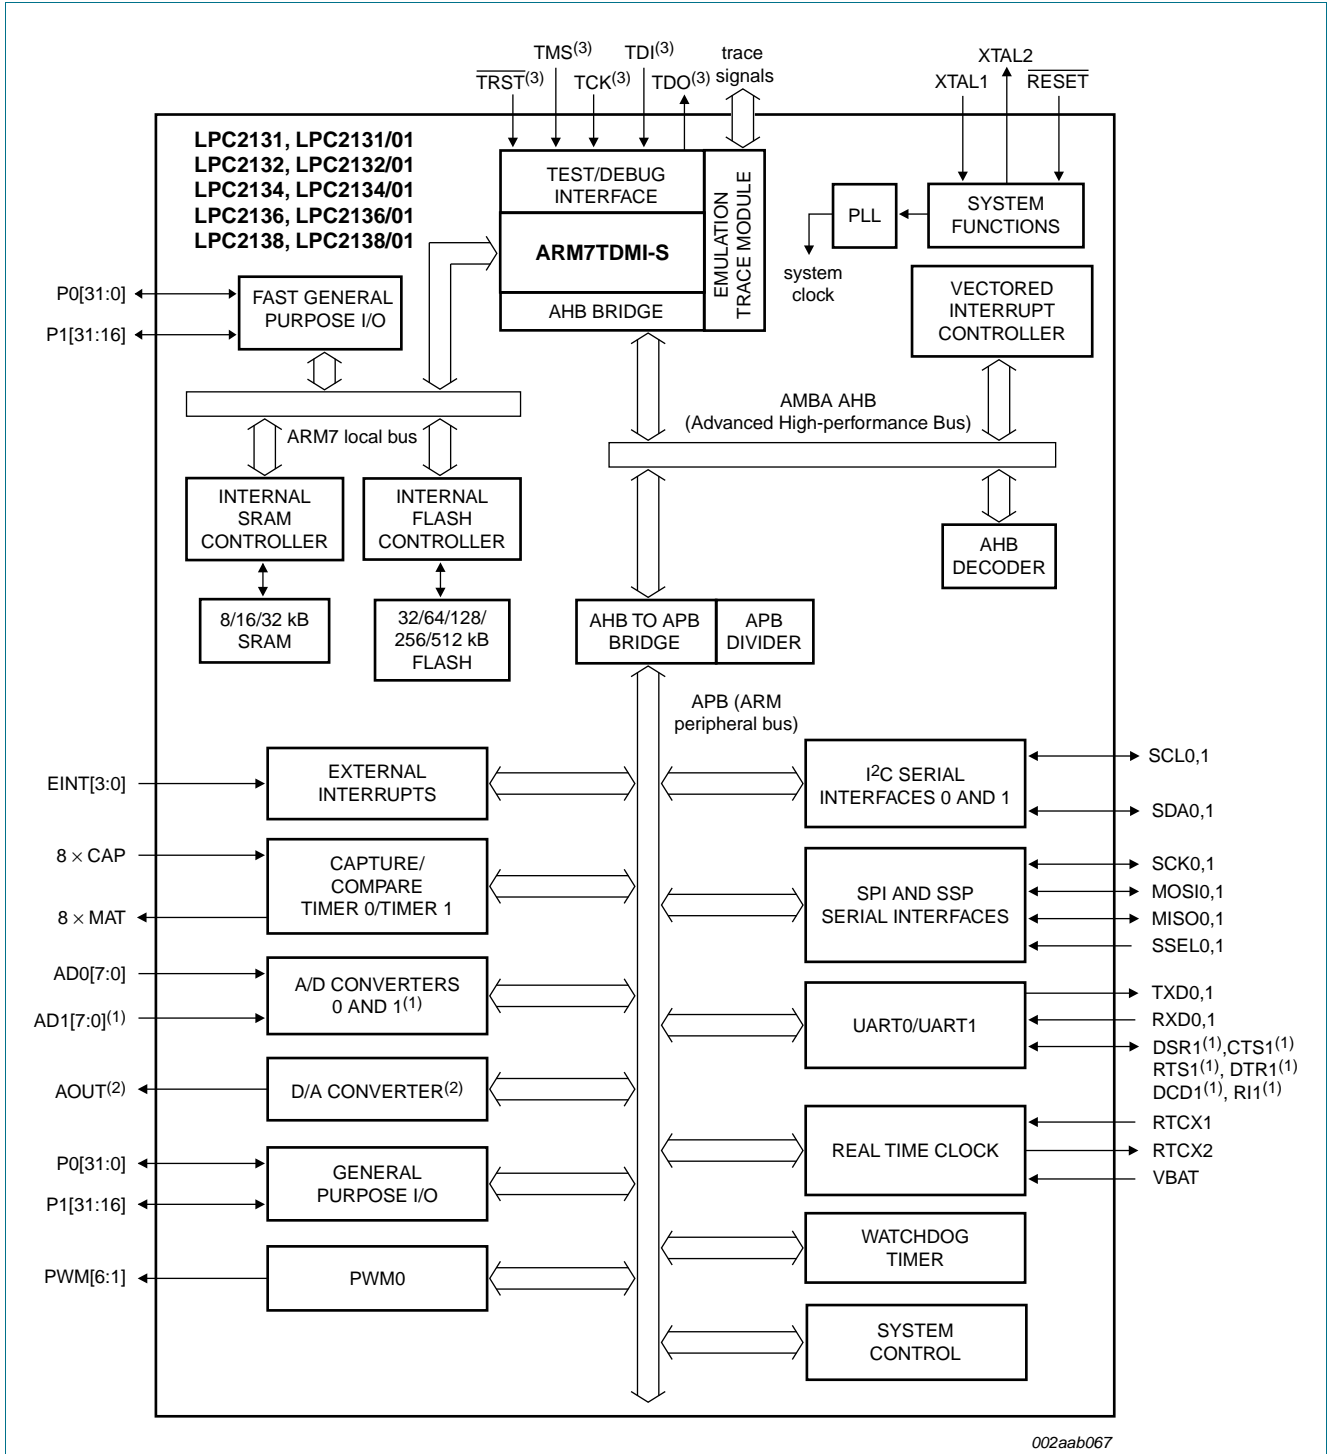 TMS(3)
TDI(3)
trace
signals
TRST(3)
TCK(3)
TDO(3)
XTAL2
XTAL1
RESET
LPC2131, LPC2131/01
LPC2132, LPC2132/01
LPC2134, LPC2134/01
LPC2136, LPC2136/01
LPC2138, LPC2138/01
TEST/DEBUG
INTERFACE
ARM7TDMI-S
AHB BRIDGE
EMULATION
TRACE MODULE
PLL
SYSTEM
FUNCTIONS
system
clock
VECTORED
INTERRUPT
CONTROLLER
P0[31:0]
P1[31:16]
FAST GENERAL
PURPOSE I/O
ARM7 local bus
AMBA AHB
(Advanced High-performance Bus)
INTERNAL
SRAM
CONTROLLER
INTERNAL
FLASH
CONTROLLER
AHB
DECODER
8/16/32 kB
SRAM
32/64/128/
256/512 kB
FLASH
AHB TO APB
BRIDGE
APB
DIVIDER
APB (ARM
peripheral bus)
EINT[3:0]
EXTERNAL
INTERRUPTS
I2C SERIAL
INTERFACES 0 AND 1
SCL0,1
SDA0,1
8 × CAP
8 × MAT
CAPTURE/
COMPARE
TIMER 0/TIMER 1
SPI AND SSP
SERIAL INTERFACES
SCK0,1
MOSI0,1
MISO0,1
SSEL0,1
AD0[7:0]
AD1[7:0](1)
A/D CONVERTERS
0 AND 1(1)
UART0/UART1
TXD0,1
RXD0,1
DSR1(1),CTS1(1)
RTS1(1), DTR1(1)
DCD1(1), RI1(1)
AOUT(2)
D/A CONVERTER(2)
REAL TIME CLOCK
RTCX1
RTCX2
VBAT
P0[31:0]
P1[31:16]
GENERAL
PURPOSE I/O
WATCHDOG
TIMER
PWM[6:1]
PWM0
SYSTEM
CONTROL
002aab067